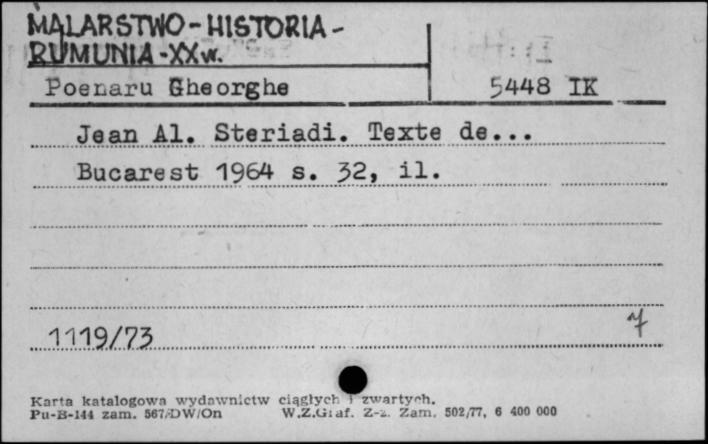 MALARSTWO-HISTORIA-
RUMUNIA-XXw.
Poenaru Gheorghe 5448 IK
Jean Al. Steriadi. Texte de...
Bucarest 1964 s. 32, il.
1119/73 7
Karta katalogowa wydawnictw ciągłych i zwartych.
Pu-B-144 zam. 567/DW/On W.Z.Graf. Z-z. Zam. 502/77, 6 400 000